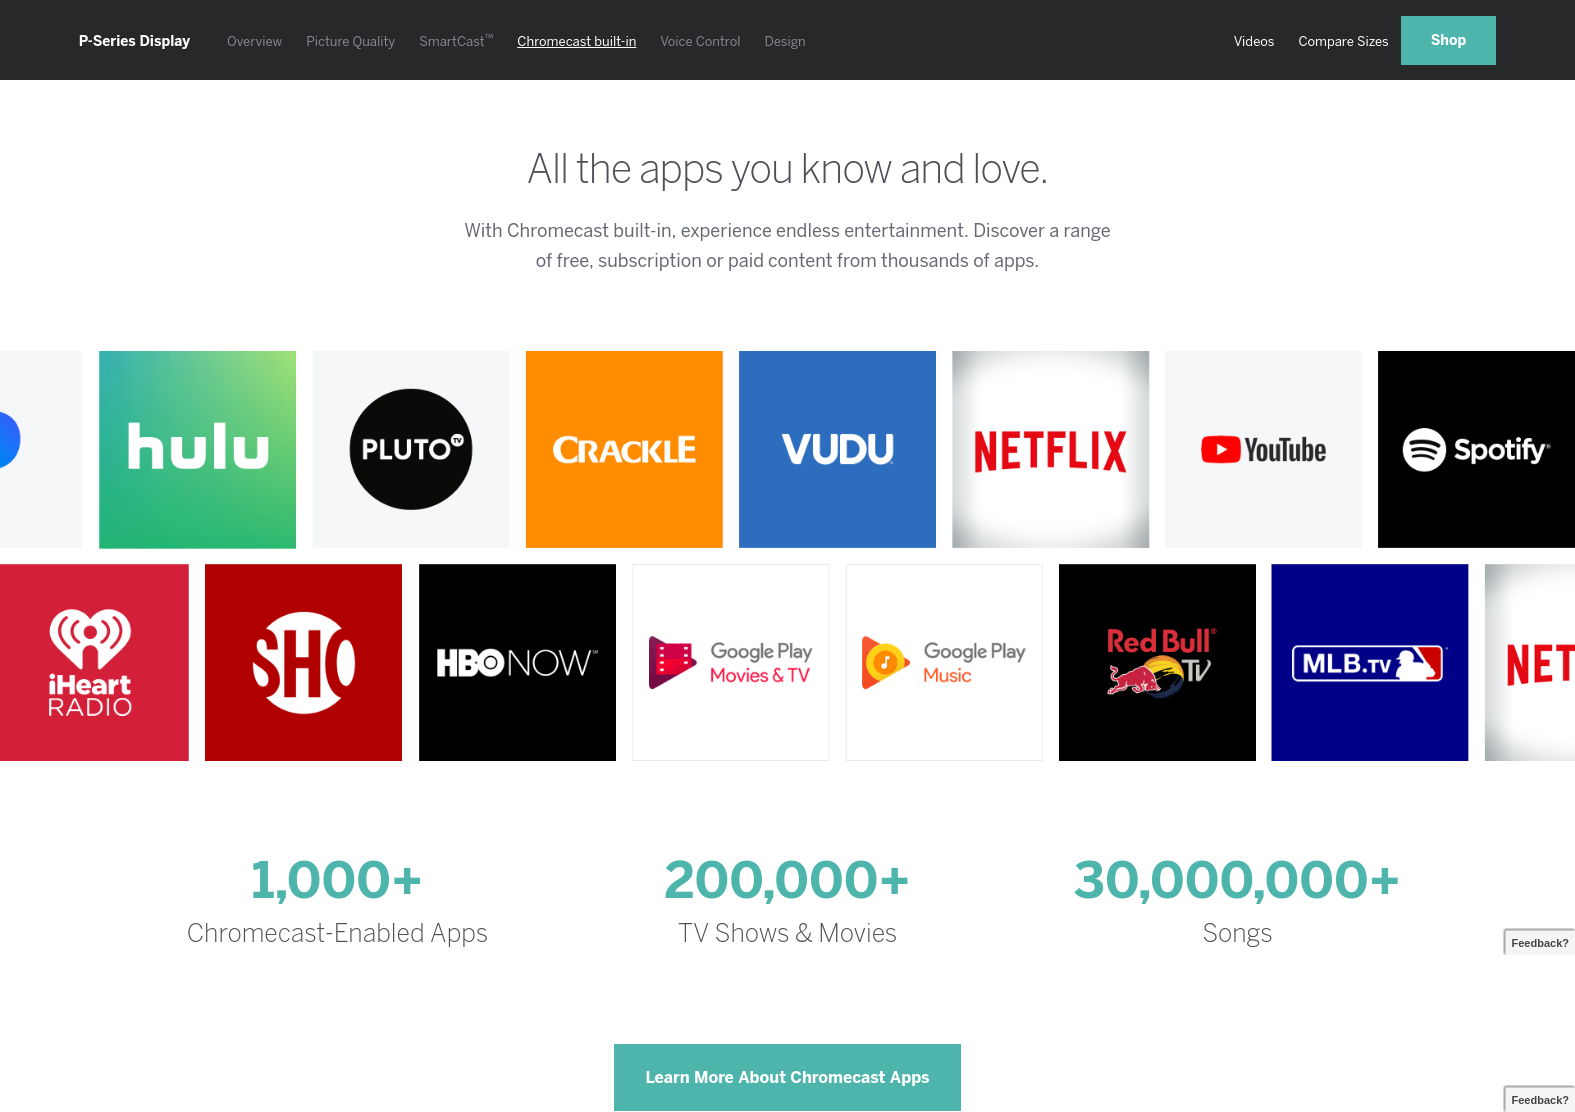 P-Series Display
Overview
Picture Quality
SmartCast™
Chromecast built-in
Voice Control
Design
Videos
Compare Sizes
Shop
All the apps you know and love.
With Chromecast built-in, experience endless entertainment. Discover a range
of free, subscription or paid content from thousands of apps.
hulu
PLUTO TV
CRACKLE
VUDU
NETFLIX
YouTube
Spotify®
iHeart
RADIO
SHO
HBO NOW℠
Google Play
Movies & TV
Google Play
Music
Red Bull®
TV
MLB.TV
NET
1,000+
Chromecast-Enabled Apps
200,000+
TV Shows & Movies
30,000,000+
Songs
Feedback?
Learn More About Chromecast Apps
Feedback?